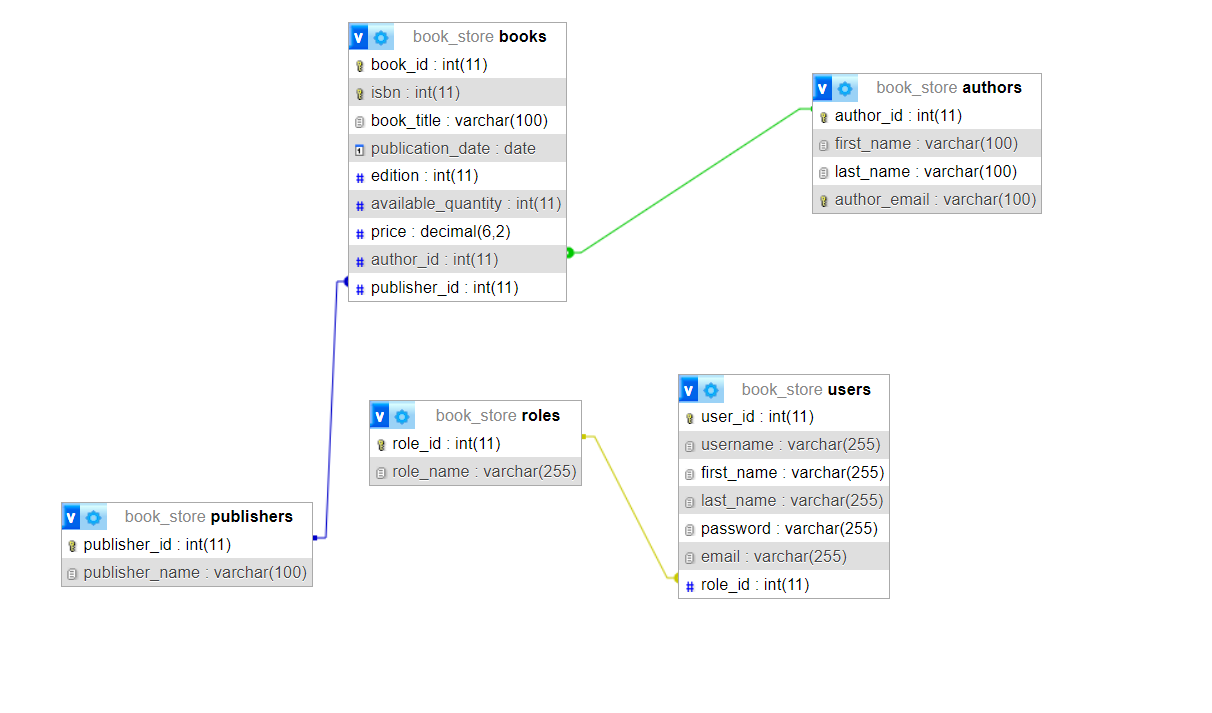 v book_store books
book_id : int(11)
isbn : int(11)
book_title : varchar(100)
publication_date : date
# edition : int(11)
# available_quantity : int(11)
# price : decimal(6,2)
# author_id : int(11)
# publisher_id : int(11)
v book_store authors
author_id : int(11)
first_name : varchar(100)
last_name : varchar(100)
author_email : varchar(100)
v book_store roles
role_id : int(11)
role_name : varchar(255)
v book_store users
user_id : int(11)
username : varchar(255)
first_name : varchar(255)
last_name : varchar(255)
password : varchar(255)
email : varchar(255)
# role_id : int(11)
v book_store publishers
publisher_id : int(11)
publisher_name : varchar(100)